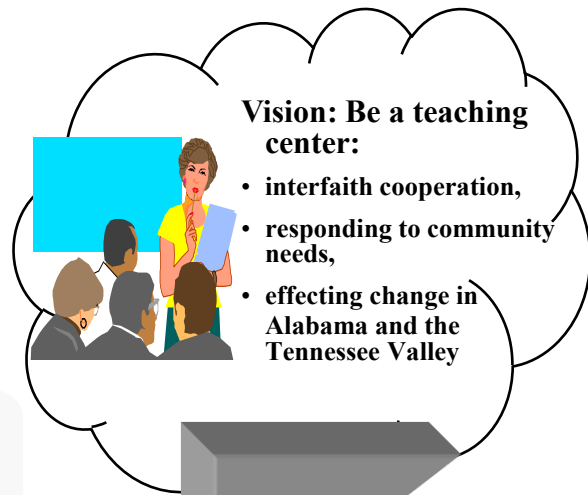 Vision: Be a teaching
center:
• interfaith cooperation,
• responding to community
needs,
• effecting change in
Alabama and the
Tennessee Valley